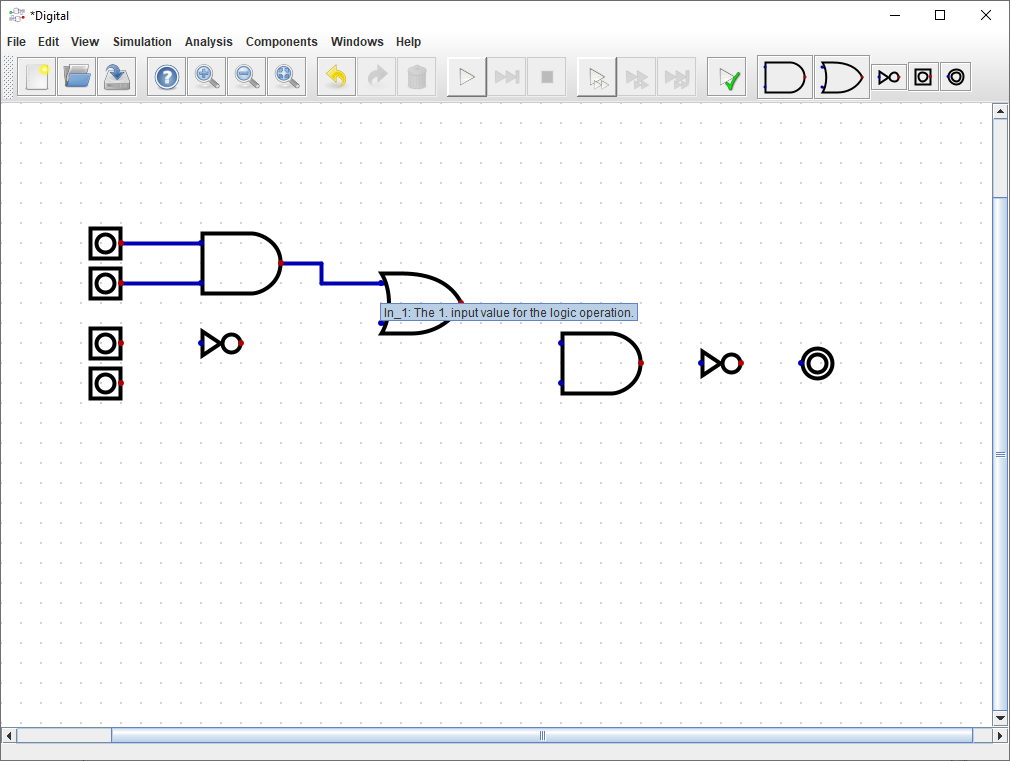 *Digital
File Edit View Simulation Analysis Components Windows Help
In_1: The 1. input value for the logic operation.